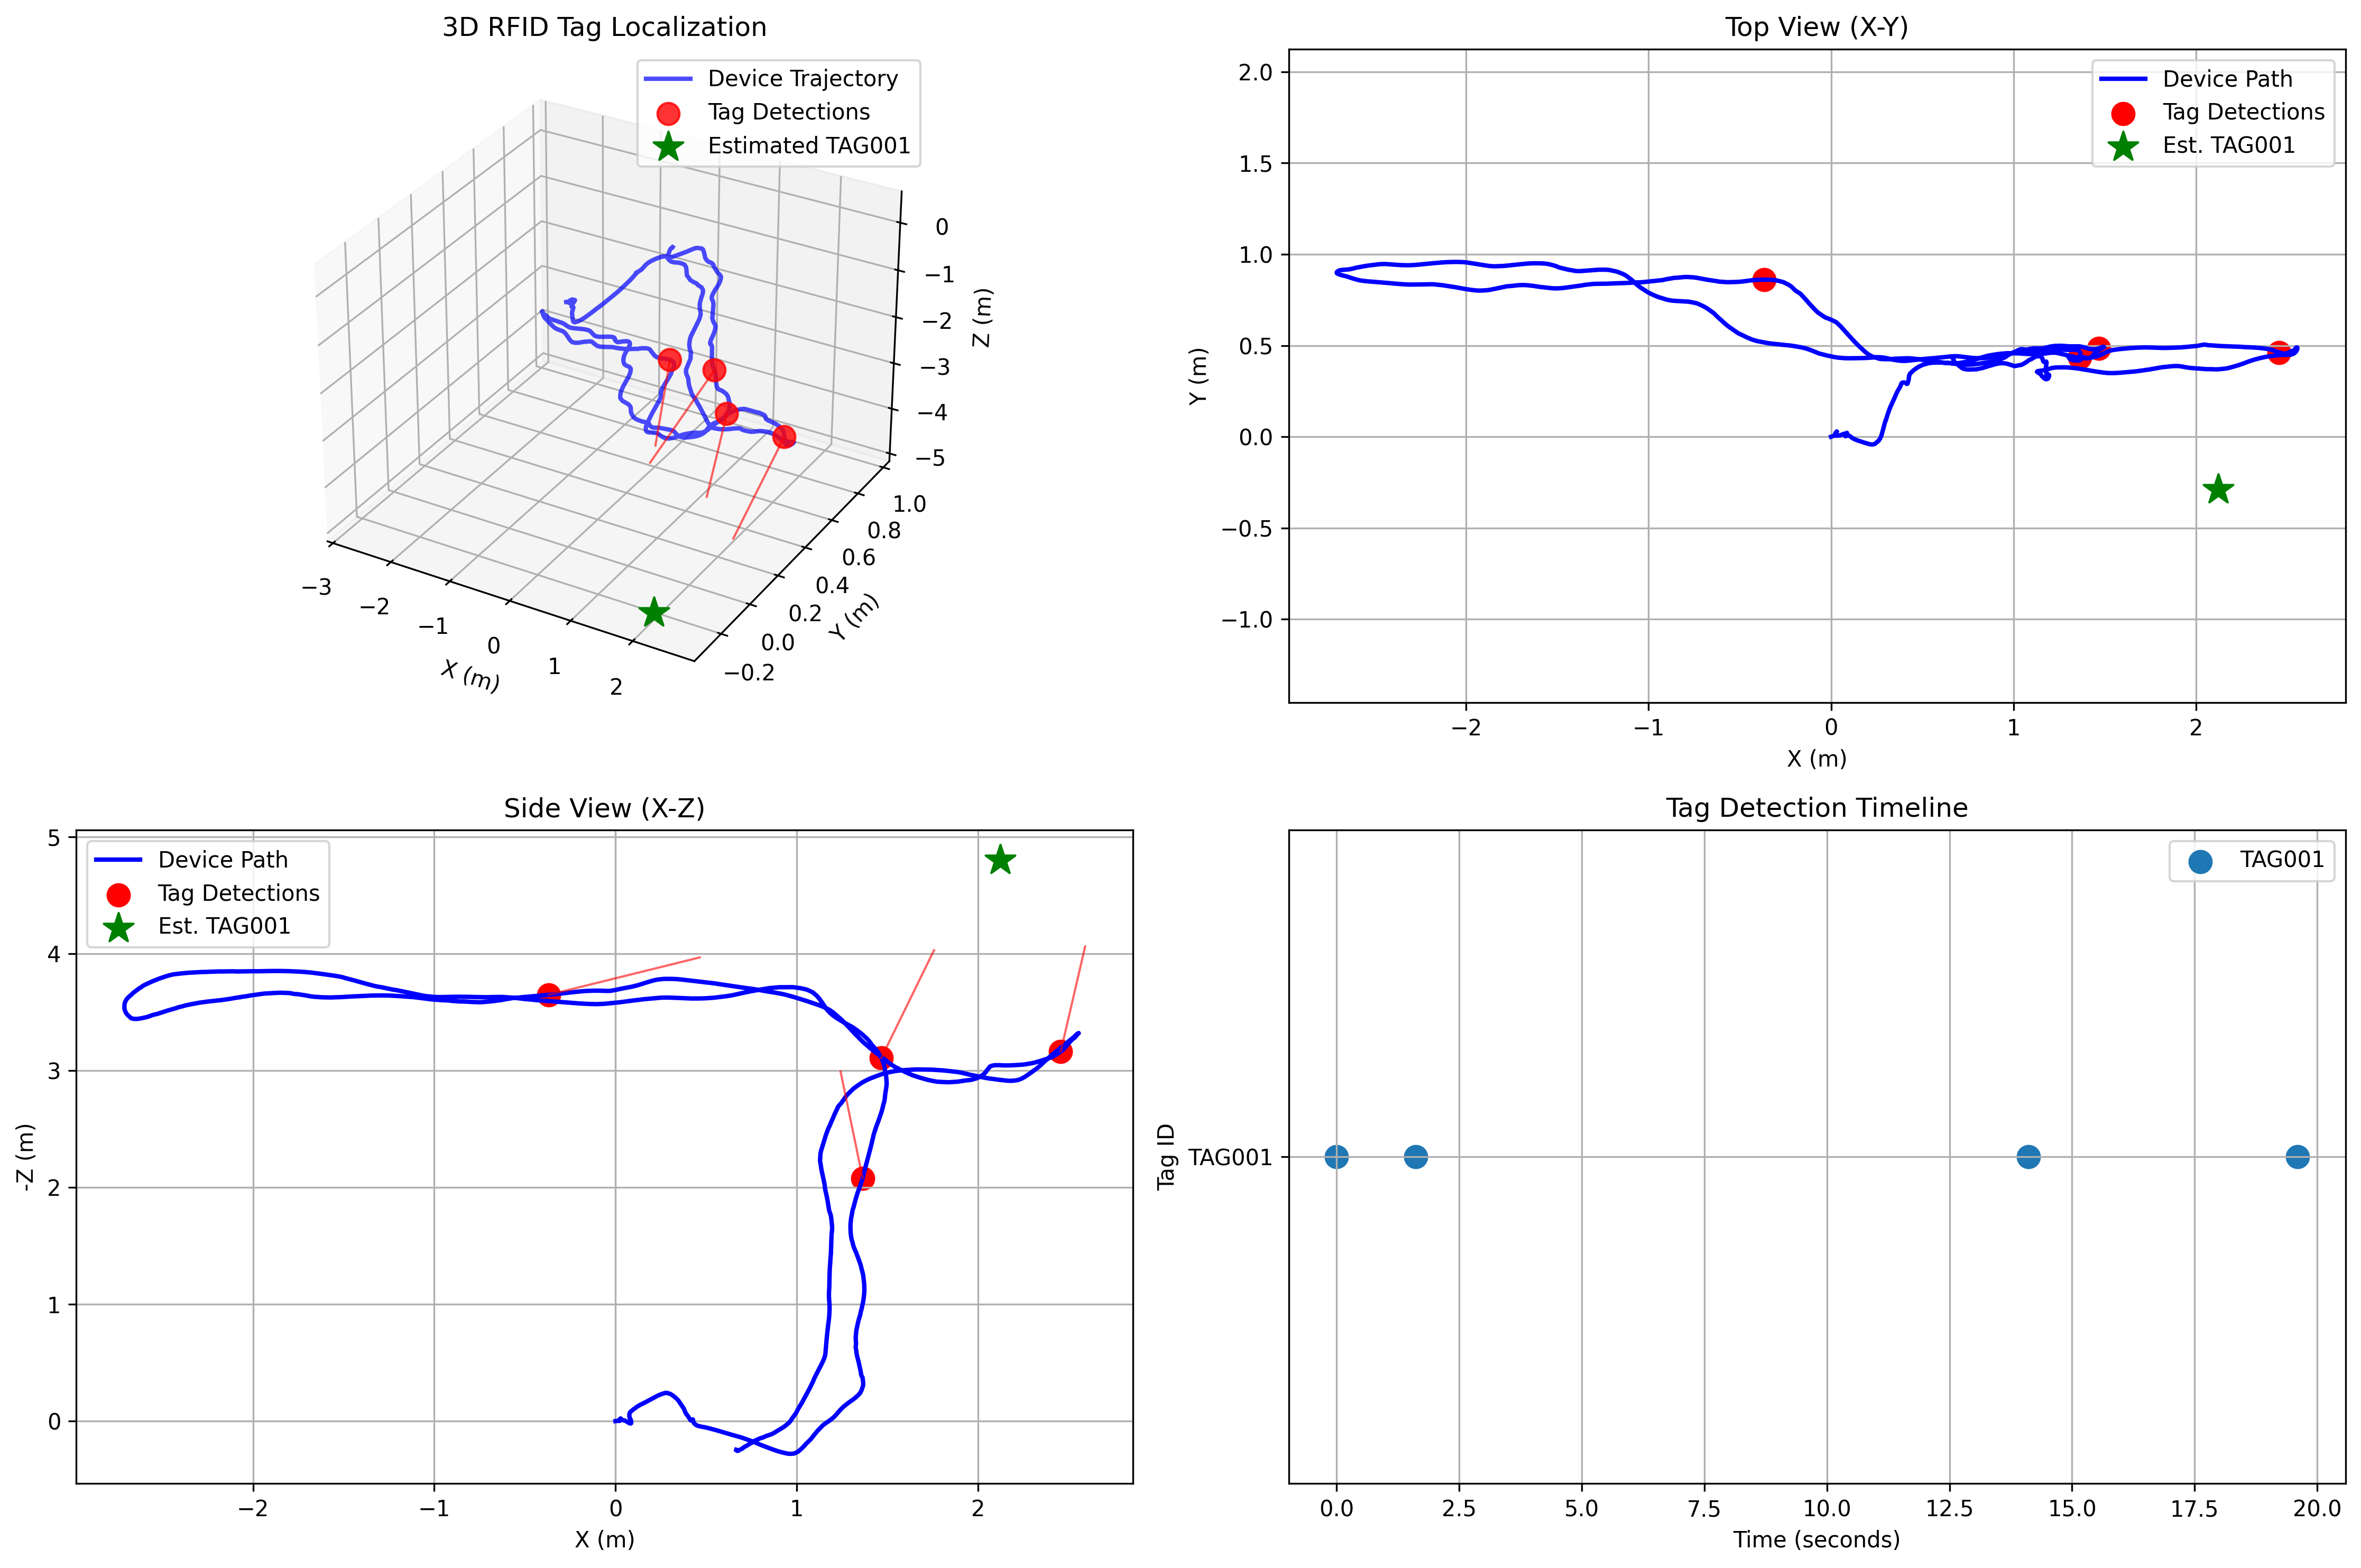 3D RFID Tag Localization
Device Trajectory
Tag Detections
Estimated TAG001
0
−1
−2
−3
−4
−5
Z (m)
1.0
0.8
0.6
0.4
0.2
0.0
−0.2
Y (m)
−3
−2
−1
0
1
2
X (m)
Top View (X-Y)
Device Path
Tag Detections
Est. TAG001
2.0
1.5
1.0
0.5
0.0
−0.5
−1.0
Y (m)
−2
−1
0
1
2
X (m)
Side View (X-Z)
Device Path
Tag Detections
Est. TAG001
5
4
3
2
1
0
-Z (m)
−2
−1
0
1
2
X (m)
Tag Detection Timeline
TAG001
Tag ID
TAG001
0.0
2.5
5.0
7.5
10.0
12.5
15.0
17.5
20.0
Time (seconds)